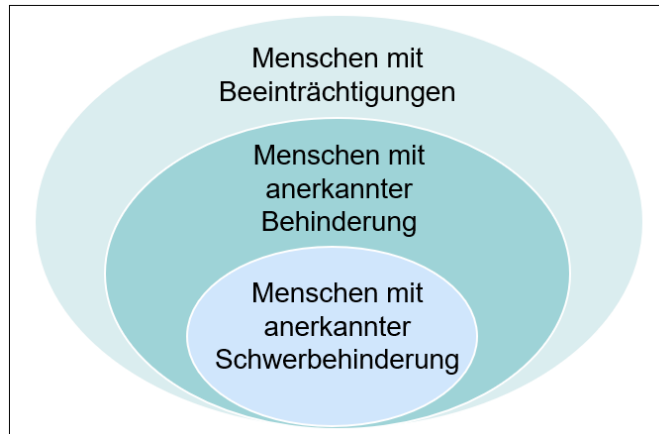 Menschen mit
Beeinträchtigungen
Menschen mit
anerkannter
Behinderung
Menschen mit
anerkannter
Schwerbehinderung